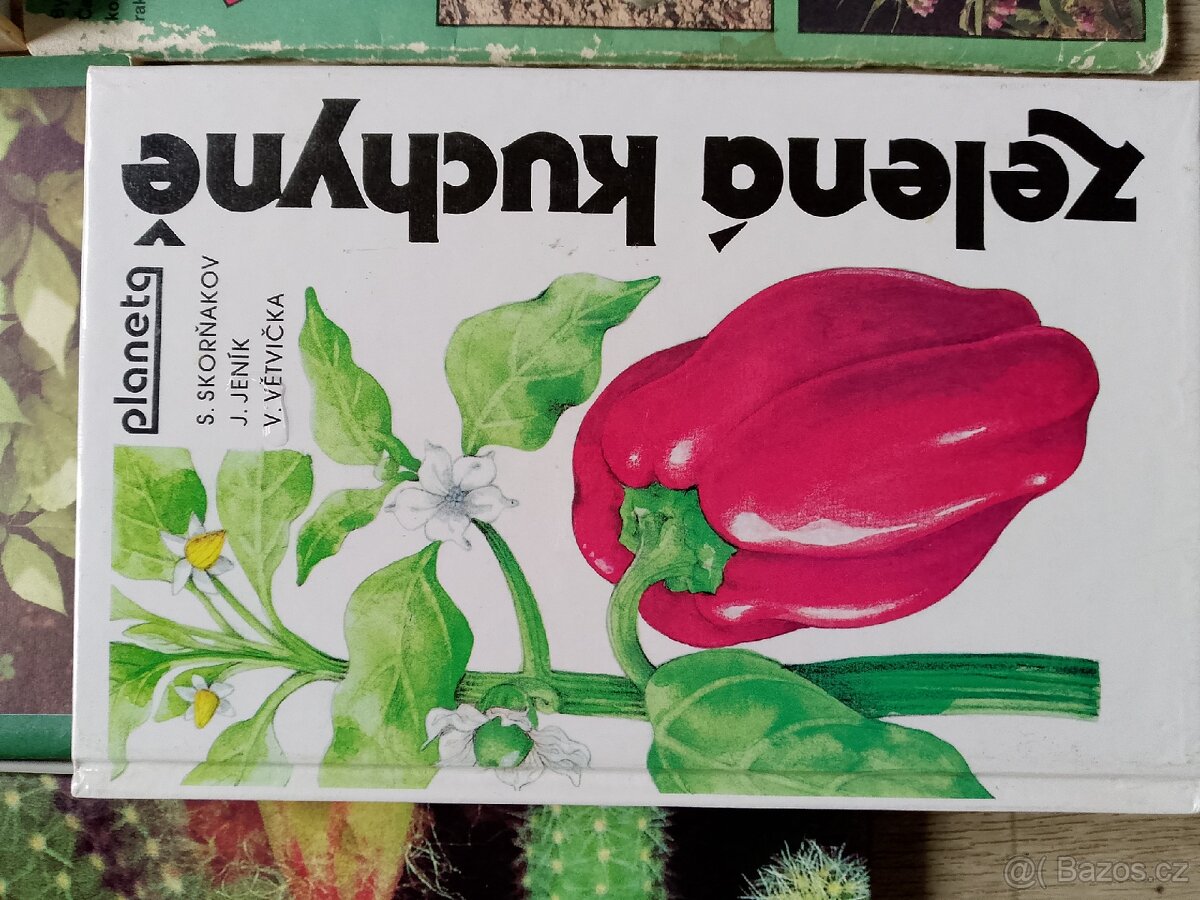 planeta
S. SKORŇAKOV
J. JENÍK
V. VĚTVIČKA
zelená kuchyně
Bazos.cz